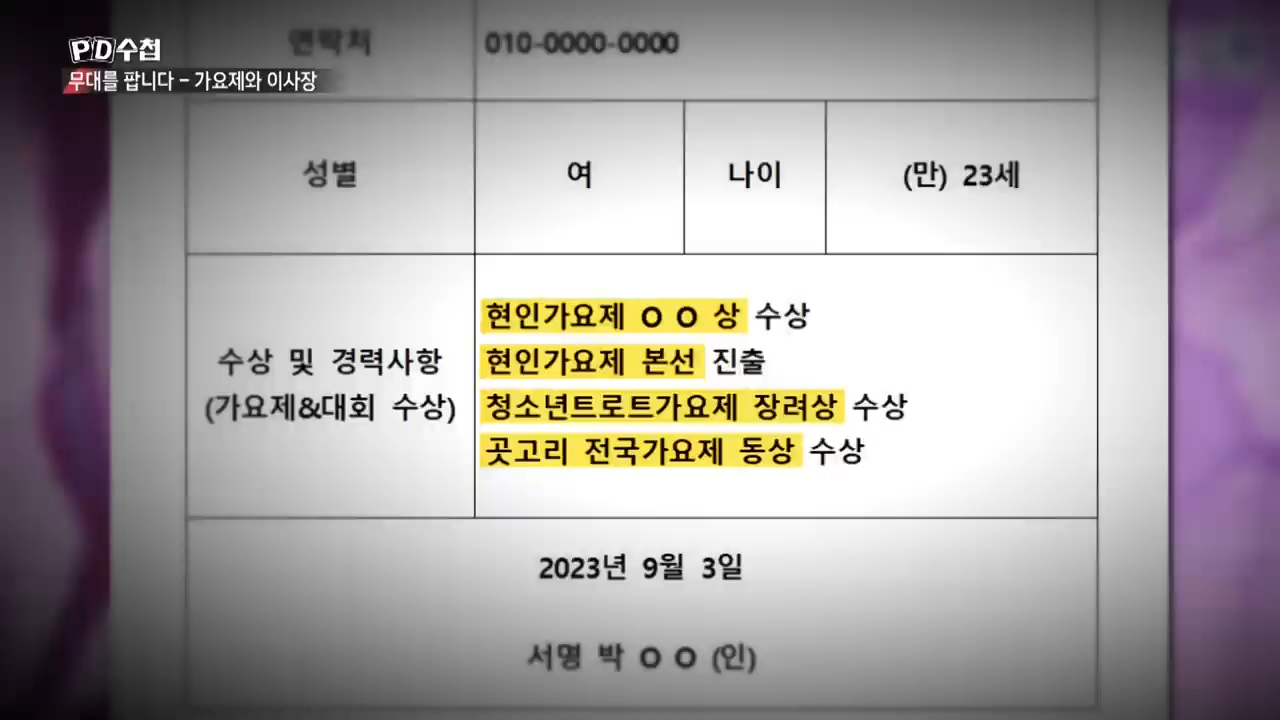 PD수첩
무대를 팝니다 - 가요제와 이사장
연락처 010-0000-0000
성별 여 나이 (만) 23세
현인가요제 O O 상 수상
현인가요제 본선 진출
수상 및 경력사항
(가요제&대회 수상)
청소년트로트가요제 장려상 수상
곳고리 전국가요제 동상 수상
2023년 9월 3일
서명 박 O O (인)